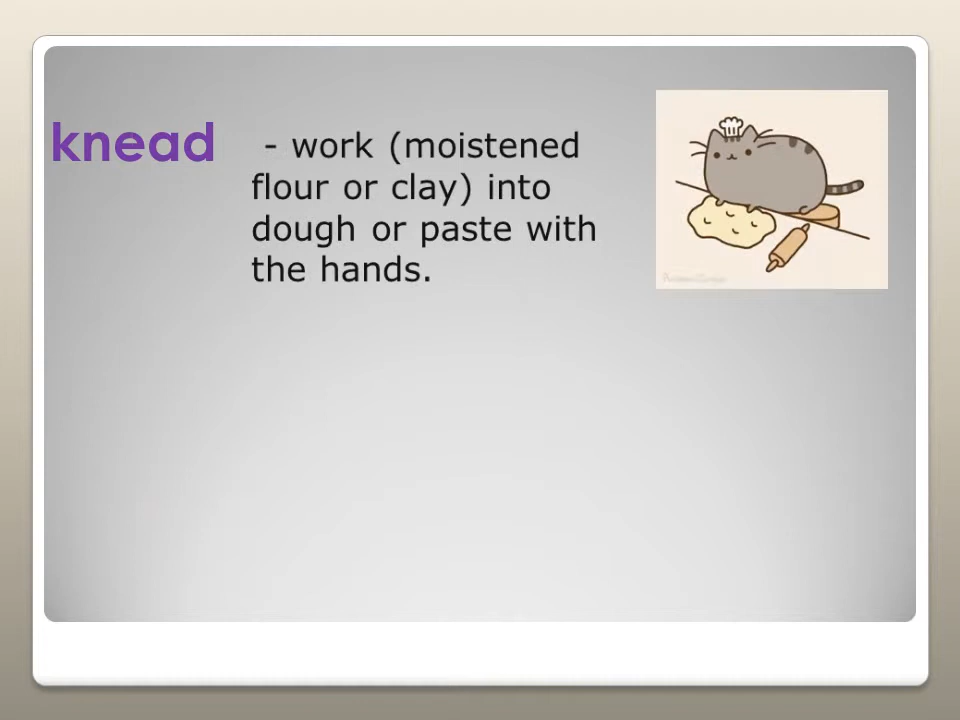 knead - work (moistened
flour or clay) into
dough or paste with
the hands.